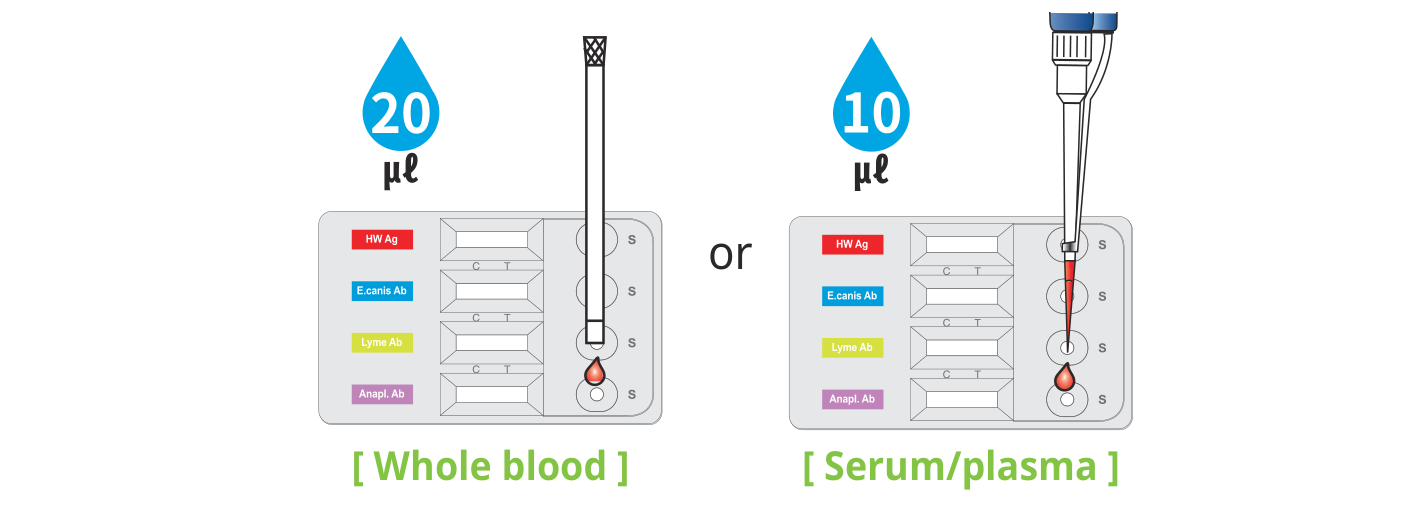 20
µℓ
HW Ag
S
C T
E.canis Ab
S
C T
Lyme Ab
S
C T
Anapl. Ab
S
[ Whole blood ]
or
10
µℓ
HW Ag
S
C T
E.canis Ab
S
C T
Lyme Ab
S
C T
Anapl. Ab
S
[ Serum/plasma ]